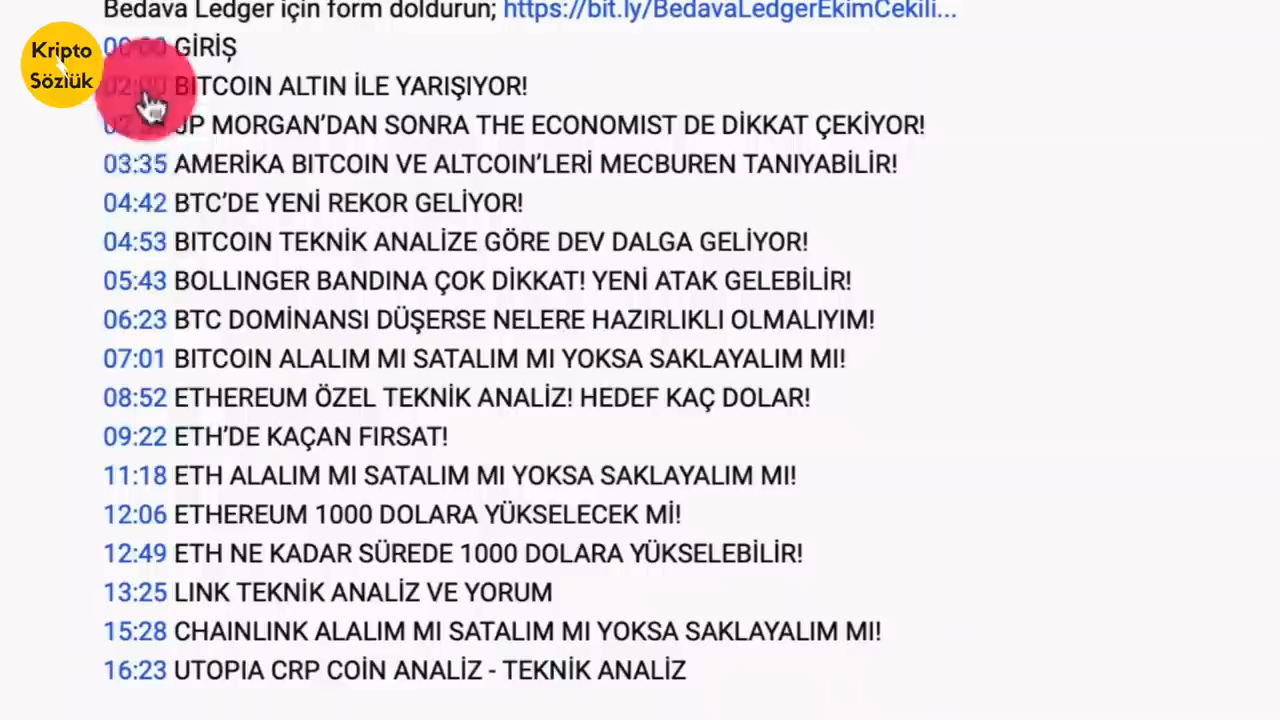 Bedava Ledger için form doldurun; https://bit.ly/BedavaLedgerEkimCekili...
Kripto
Sözlük
00:00 GİRİŞ
02:00 BITCOIN ALTIN İLE YARIŞIYOR!
JP MORGAN’DAN SONRA THE ECONOMIST DE DİKKAT ÇEKİYOR!
03:35 AMERİKA BITCOIN VE ALTCOIN’LERİ MECBUREN TANIYABİLİR!
04:42 BTC’DE YENİ REKOR GELİYOR!
04:53 BITCOIN TEKNİK ANALİZE GÖRE DEV DALGA GELİYOR!
05:43 BOLLINGER BANDINA ÇOK DİKKAT! YENİ ATAK GELEBİLİR!
06:23 BTC DOMİNANSI DÜŞERSE NELERE HAZIRLIKLI OLMALIYIM!
07:01 BITCOIN ALALIM MI SATALIM MI YOKSA SAKLAYALIM MI!
08:52 ETHEREUM ÖZEL TEKNİK ANALİZ! HEDEF KAÇ DOLAR!
09:22 ETH’DE KAÇAN FIRSAT!
11:18 ETH ALALIM MI SATALIM MI YOKSA SAKLAYALIM MI!
12:06 ETHEREUM 1000 DOLARA YÜKSELECEK Mİ!
12:49 ETH NE KADAR SÜREDE 1000 DOLARA YÜKSELEBİLİR!
13:25 LINK TEKNİK ANALİZ VE YORUM
15:28 CHAINLINK ALALIM MI SATALIM MI YOKSA SAKLAYALIM MI!
16:23 UTOPIA CRP COİN ANALİZ - TEKNİK ANALİZ